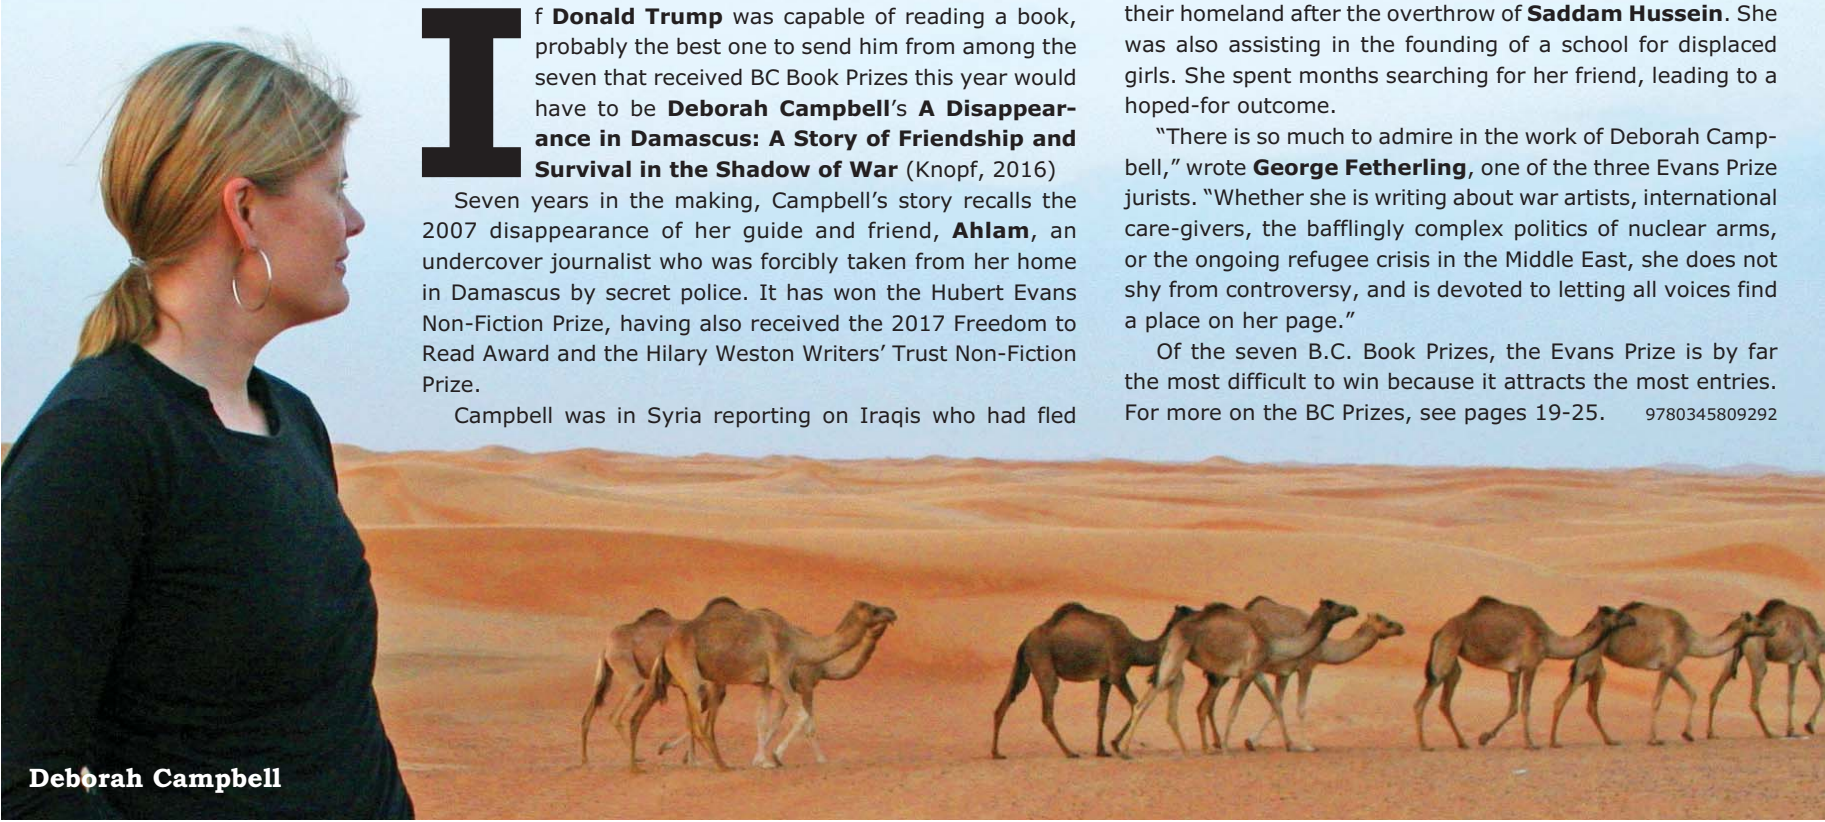 If Donald Trump was capable of reading a book,
probably the best one to send him from among the
seven that received BC Book Prizes this year would
have to be Deborah Campbell’s A Disappear-
ance in Damascus: A Story of Friendship and
Survival in the Shadow of War (Knopf, 2016)
Seven years in the making, Campbell’s story recalls the
2007 disappearance of her guide and friend, Ahlam, an
undercover journalist who was forcibly taken from her home
in Damascus by secret police. It has won the Hubert Evans
Non-Fiction Prize, having also received the 2017 Freedom to
Read Award and the Hilary Weston Writers’ Trust Non-Fiction
Prize.
Campbell was in Syria reporting on Iraqis who had fled
their homeland after the overthrow of Saddam Hussein. She
was also assisting in the founding of a school for displaced
girls. She spent months searching for her friend, leading to a
hoped-for outcome.
“There is so much to admire in the work of Deborah Camp-
bell,” wrote George Fetherling, one of the three Evans Prize
jurists. “Whether she is writing about war artists, international
care-givers, the bafflingly complex politics of nuclear arms,
or the ongoing refugee crisis in the Middle East, she does not
shy from controversy, and is devoted to letting all voices find
a place on her page.”
Of the seven B.C. Book Prizes, the Evans Prize is by far
the most difficult to win because it attracts the most entries.
For more on the BC Prizes, see pages 19-25. 9780345809292
Deborah Campbell